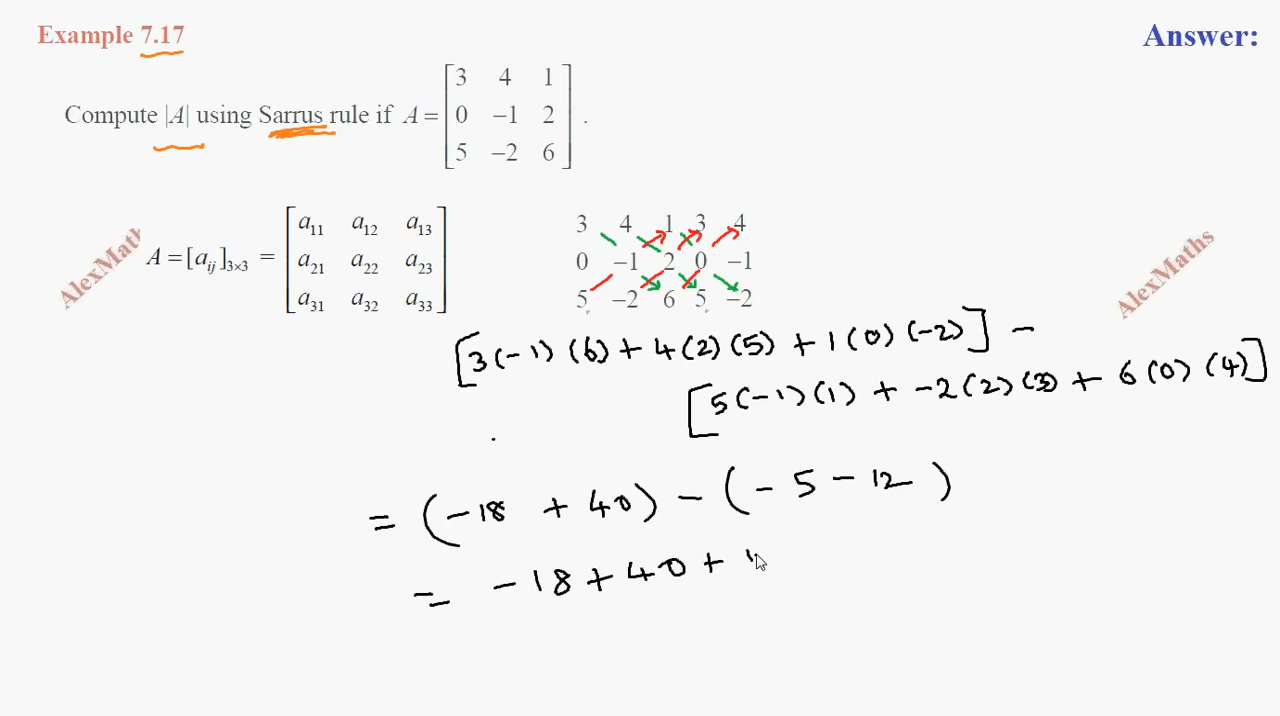 Example 7.17
Answer:
Compute |A| using Sarrus rule if A = [3 4 1
0 −1 2
5 −2 6] .
A = [a_ij]_3×3 = [a11 a12 a13
a21 a22 a23
a31 a32 a33]
3 4 1 3 4
0 −1 2 0 −1
5 −2 6 5 −2
AlexMath
AlexMaths
[3(-1)(6) + 4(2)(5) + 1(0)(-2)] −
[5(-1)(1) + -2(2)(3) + 6(0)(4)]
= (-18 + 40) − (-5 - 12)
= -18 + 40 +